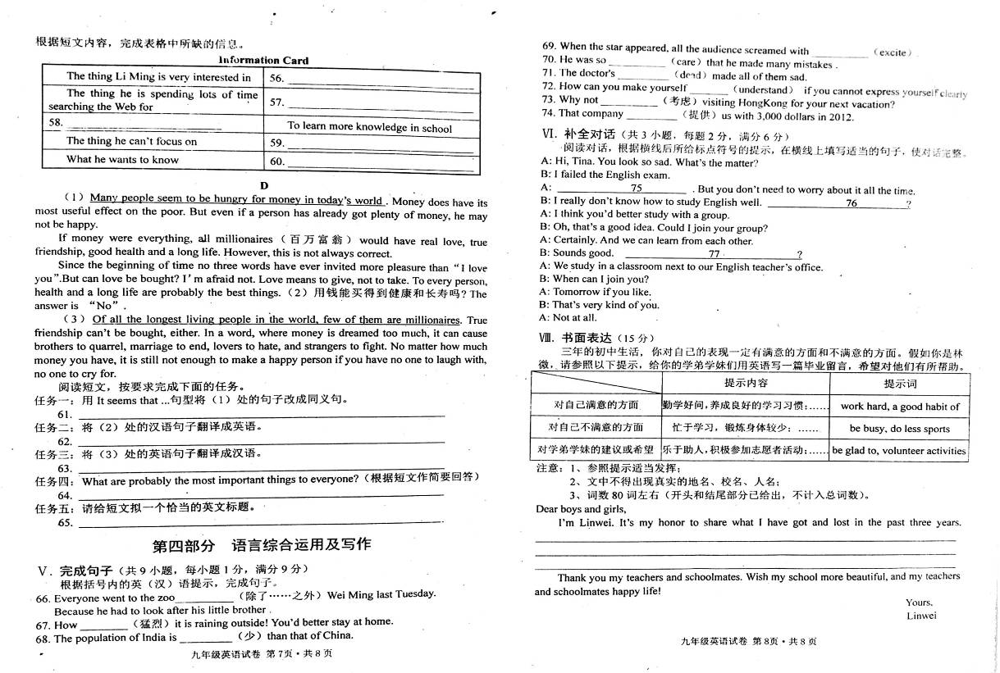 根据短文内容，完成表格中所缺的信息。
Information Card
The thing Li Ming is very interested in 56.
The thing he is spending lots of time
searching the Web for 57.
58. To learn more knowledge in school
The thing he can't focus on 59.
What he wants to know 60.
D
（1）Many people seem to be hungry for money in today's world . Money does have its
most useful effect on the poor. But even if a person has already got plenty of money, he may
not be happy.
If money were everything, all millionaires（百万富翁）would have real love, true
friendship, good health and a long life. However, this is not always correct.
Since the beginning of time no three words have ever invited more pleasure than “I love
you”.But can love be bought? I'm afraid not. Love means to give, not to take. To every person,
health and a long life are probably the best things.（2）用钱能买得到健康和长寿吗? The
answer is “No”.
（3）Of all the longest living people in the world, few of them are millionaires. True
friendship can't be bought, either. In a word, where money is dreamed too much, it can cause
brothers to quarrel, marriage to end, lovers to hate, and strangers to fight. No matter how much
money you have, it is still not enough to make a happy person if you have no one to laugh with,
no one to cry for.
阅读短文，按要求完成下面的任务。
任务一：用 It seems that ...句型将（1）处的句子改成同义句。
61.
任务二：将（2）处的汉语句子翻译成英语。
62.
任务三：将（3）处的英语句子翻译成汉语。
63.
任务四：What are probably the most important things to everyone?（根据短文作简要回答）
64.
任务五：请给短文拟一个恰当的英文标题。
65.
第四部分 语言综合运用及写作
Ⅴ. 完成句子（共 9 小题，每小题 1 分，满分 9 分）
根据括号内的英（汉）语提示，完成句子。
66. Everyone went to the zoo__________（除了……之外）Wei Ming last Tuesday.
Because he had to look after his little brother .
67. How ________（猛烈）it is raining outside! You'd better stay at home.
68. The population of India is _________（少）than that of China.
九年级英语试卷 第 7页·共 8 页
69. When the star appeared, all the audience screamed with __________（excite）.
70. He was so __________（care）that he made many mistakes .
71. The doctor's _________（dead）made all of them sad.
72. How can you make yourself_______（understand） if you cannot express yourself clearly
73. Why not__________（考虑）visiting HongKong for your next vacation?
74. That company _________（提供）us with 3,000 dollars in 2012.
Ⅵ. 补全对话（共 3 小题，每题 2 分，满分 6 分）
阅读对话，根据横线后所给标点符号的提示，在横线上填写适当的句子，使对话完整。
A: Hi, Tina. You look so sad. What's the matter?
B: I failed the English exam.
A: 75 . But you don't need to worry about it all the time.
B: I really don't know how to study English well. 76 ?
A: I think you'd better study with a group.
B: Oh, that's a good idea. Could I join your group?
A: Certainly. And we can learn from each other.
B: Sounds good. 77 ?
A: We study in a classroom next to our English teacher's office.
B: When can I join you?
A: Tomorrow if you like.
B: That's very kind of you.
A: Not at all.
Ⅷ. 书面表达（15 分）
三年的初中生活，你对自己的表现一定有满意的方面和不满意的方面。假如你是林
微，请参照以下提示，给你的学弟学妹们用英语写一篇毕业留言，希望对他们有所帮助。
提示内容 提示词
对自己满意的方面 勤学好问，养成良好的学习习惯；…… work hard, a good habit of
对自己不满意的方面 忙于学习，锻炼身体较少；…… be busy, do less sports
对学弟学妹的建议或希望 乐于助人，积极参加志愿者活动；…… be glad to, volunteer activities
注意：1、参照提示适当发挥；
2、文中不得出现真实的地名、校名、人名；
3、词数 80 词左右（开头和结尾部分已给出，不计入总词数）。
Dear boys and girls,
I'm Linwei. It's my honor to share what I have got and lost in the past three years.
Thank you my teachers and schoolmates. Wish my school more beautiful, and my teachers
and schoolmates happy life!
Yours,
Linwei
九年级英语试卷 第 8页·共 8 页